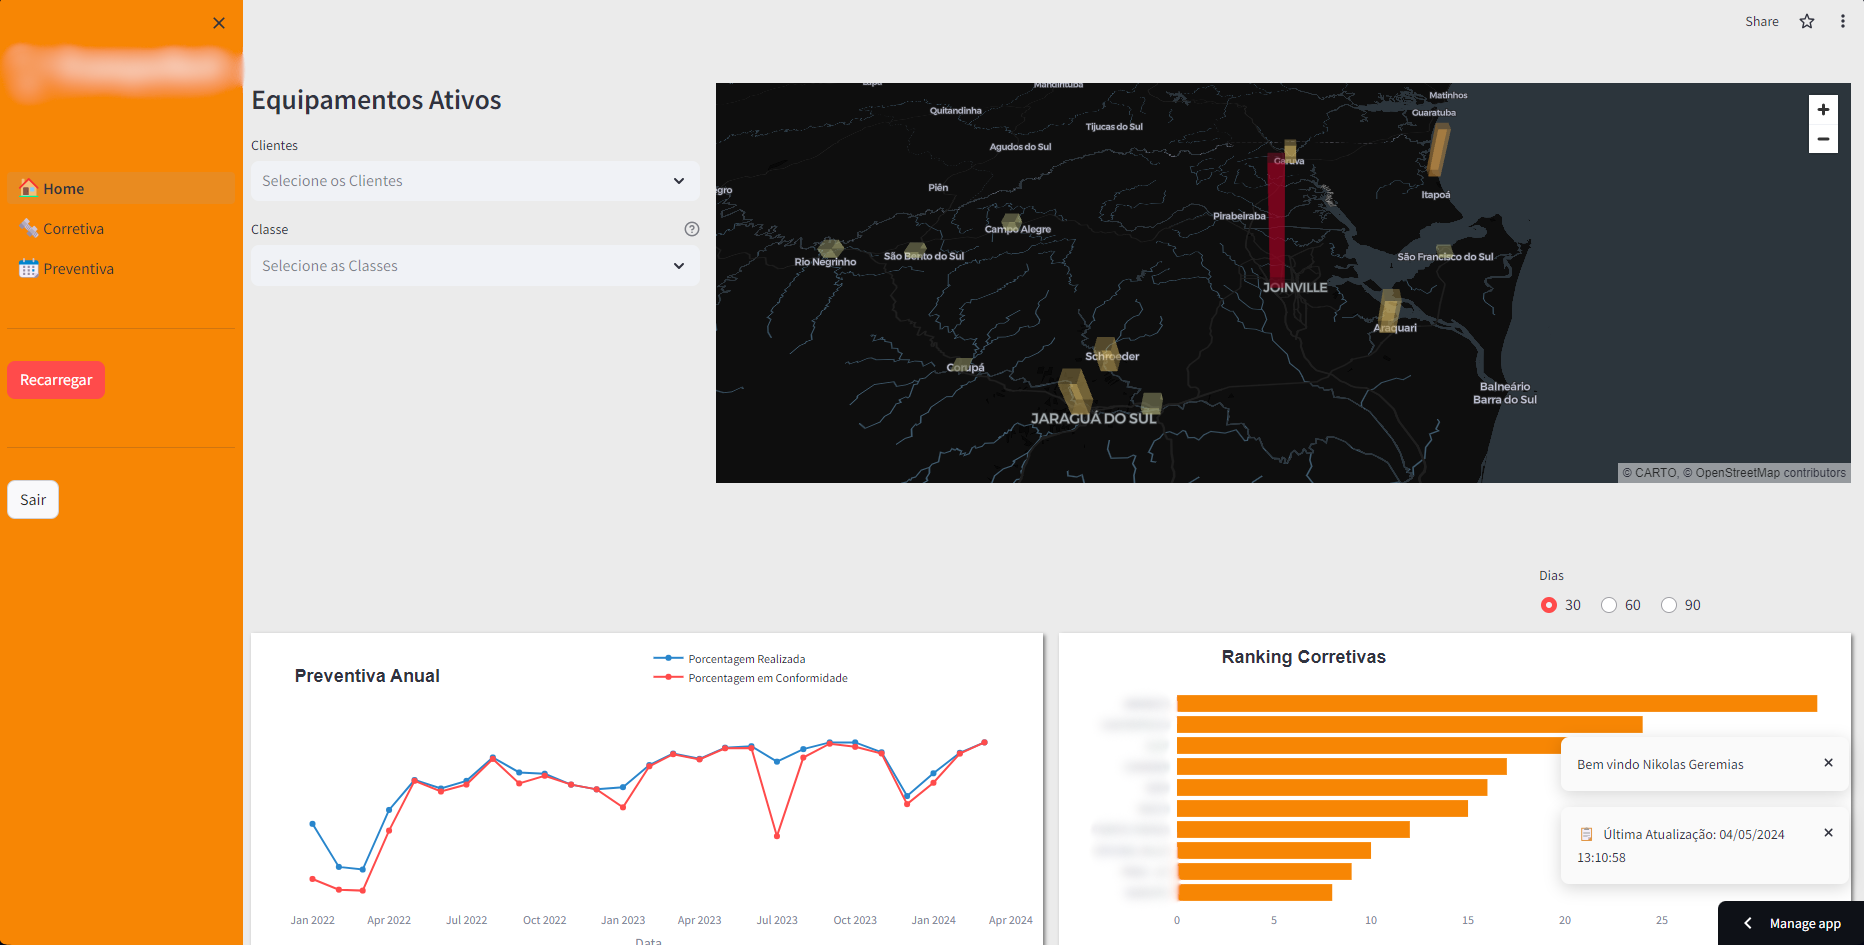 Share
Home
Corretiva
Preventiva
Recarregar
Sair
Equipamentos Ativos
Clientes
Selecione os Clientes
Classe
Selecione as Classes
Mandirituba
Matinhos
Quitandinha
Guaratuba
Tijucas do Sul
Agudos do Sul
Garuva
Piên
Itapoá
Pirabeiraba
Campo Alegre
São Bento do Sul
São Francisco do Sul
Rio Negrinho
JOINVILLE
Araquari
Schroeder
Corupá
Balneário
Barra do Sul
JARAGUÁ DO SUL
© CARTO, © OpenStreetMap contributors
Dias
30 60 90
Preventiva Anual
Porcentagem Realizada
Porcentagem em Conformidade
Jan 2022 Apr 2022 Jul 2022 Oct 2022 Jan 2023 Apr 2023 Jul 2023 Oct 2023 Jan 2024 Apr 2024
Data
Ranking Corretivas
0 5 10 15 20 25
Bem vindo Nikolas Geremias
Última Atualização: 04/05/2024
13:10:58
Manage app